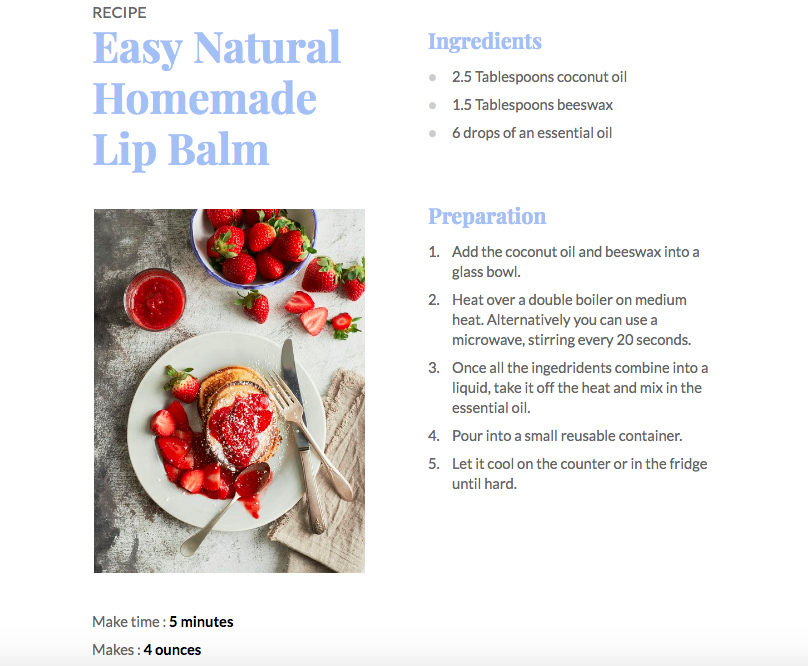 RECIPE
Easy Natural
Homemade
Lip Balm
Ingredients
2.5 Tablespoons coconut oil
1.5 Tablespoons beeswax
6 drops of an essential oil
Preparation
1. Add the coconut oil and beeswax into a
glass bowl.
2. Heat over a double boiler on medium
heat. Alternatively you can use a
microwave, stirring every 20 seconds.
3. Once all the ingedridents combine into a
liquid, take it off the heat and mix in the
essential oil.
4. Pour into a small reusable container.
5. Let it cool on the counter or in the fridge
until hard.
Make time : 5 minutes
Makes : 4 ounces